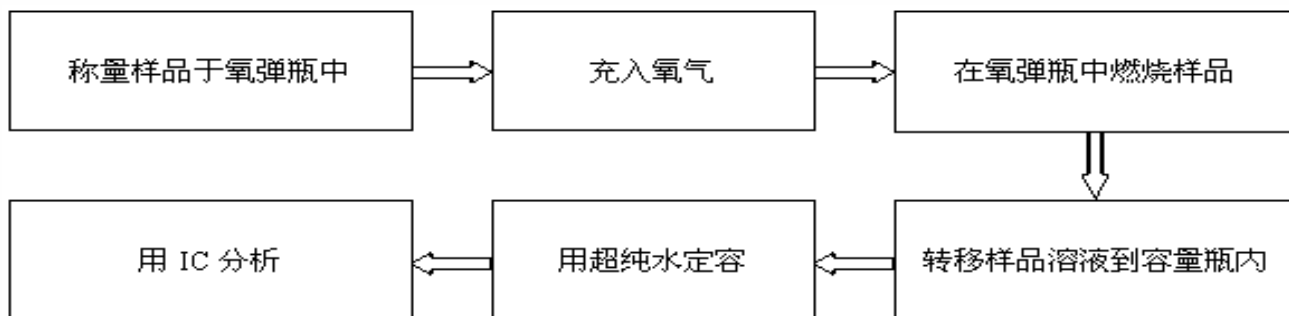 称量样品于氧弹瓶中
充入氧气
在氧弹瓶中燃烧样品
转移样品溶液到容量瓶内
用超纯水定容
用 IC 分析